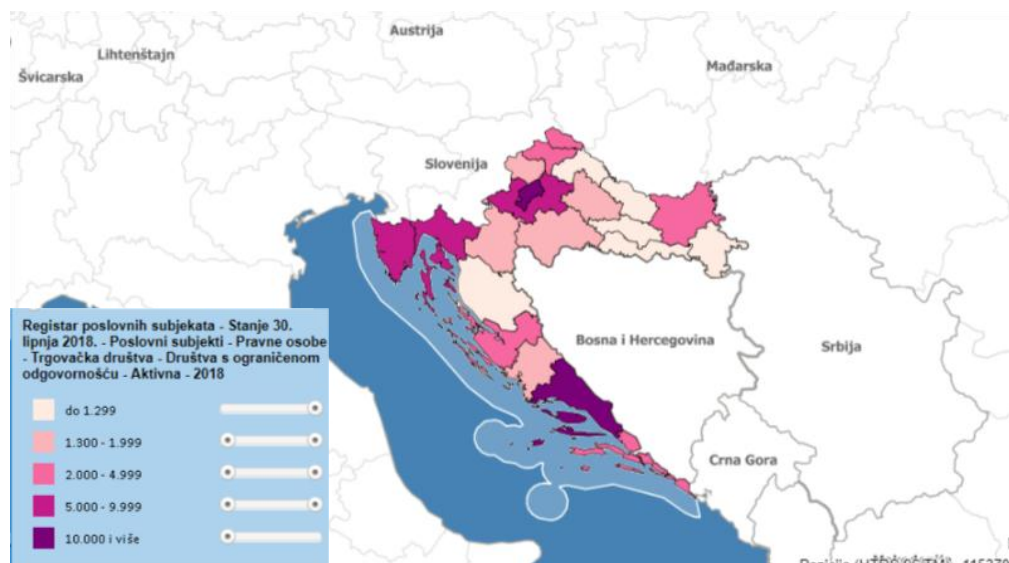 Austrija
Lihtenštajn
Švicarska
Mađarska
Slovenija
Bosna i Hercegovina
Srbija
Crna Gora
Registar poslovnih subjekata - Stanje 30.
lipnja 2018. - Poslovni subjekti - Pravne osobe
- Trgovačka društva - Društva s ograničenom
odgovornošću - Aktivna - 2018
do 1.299
1.300 - 1.999
2.000 - 4.999
5.000 - 9.999
10.000 i više